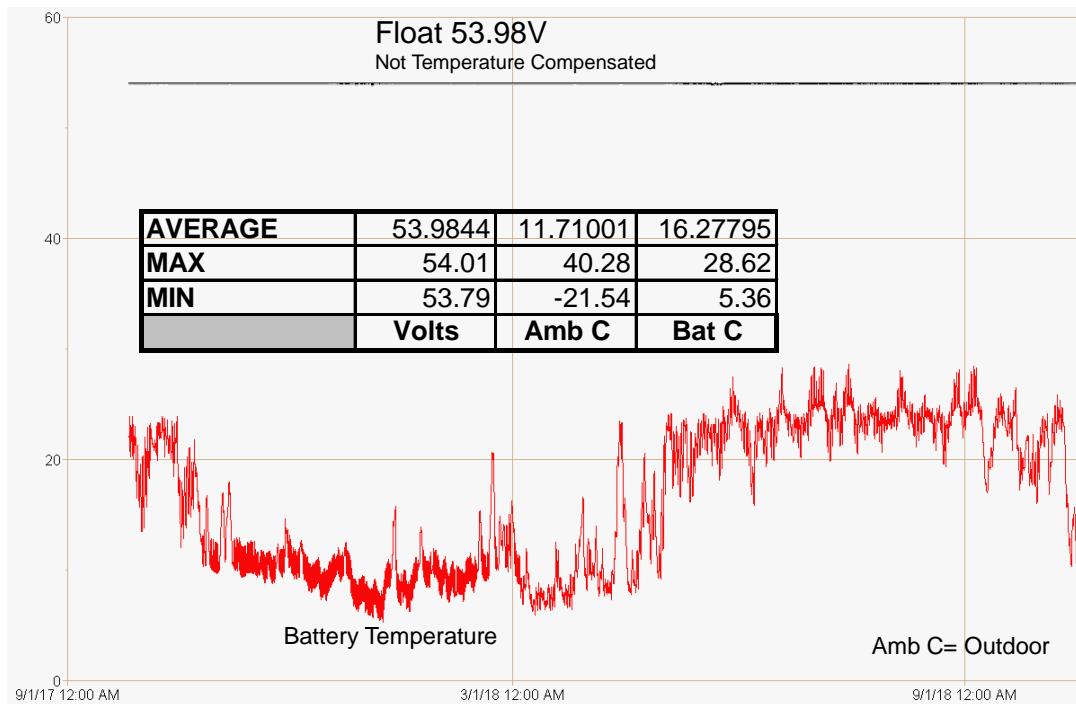 60
Float 53.98V
Not Temperature Compensated
AVERAGE 53.9844 11.71001 16.27795
40
MAX 54.01 40.28 28.62
MIN 53.79 -21.54 5.36
Volts Amb C Bat C
20
Battery Temperature
Amb C= Outdoor
0
9/1/17 12:00 AM 3/1/18 12:00 AM 9/1/18 12:00 AM